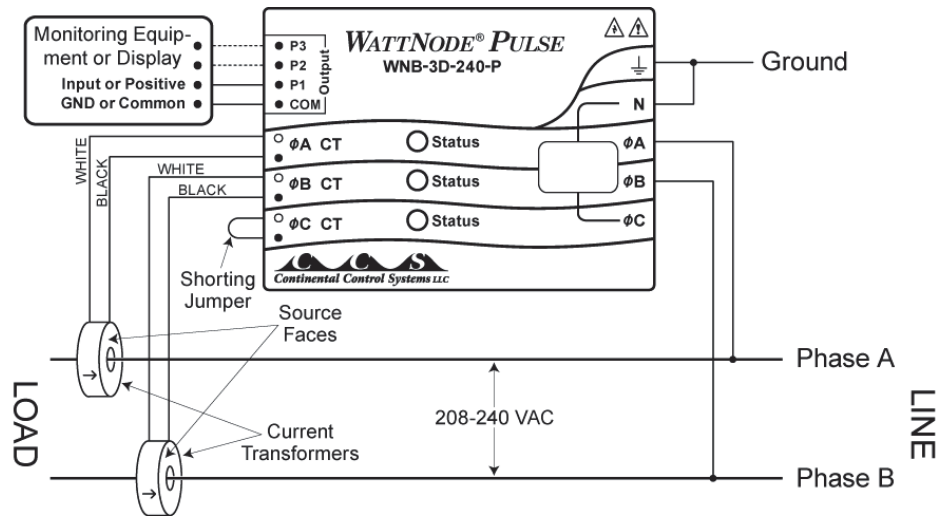 Monitoring Equip-
ment or Display
Input or Positive
GND or Common
P3
P2
P1
COM
Output
WATTNODE® PULSE
WNB-3D-240-P
Ground
N
ϕA CT
Status
ϕA
ϕB CT
Status
ϕB
ϕC CT
Status
ϕC
WHITE
BLACK
WHITE
BLACK
CCS
Continental Control Systems LLC
Shorting
Jumper
Source
Faces
Phase A
LOAD
208-240 VAC
LINE
Current
Transformers
Phase B